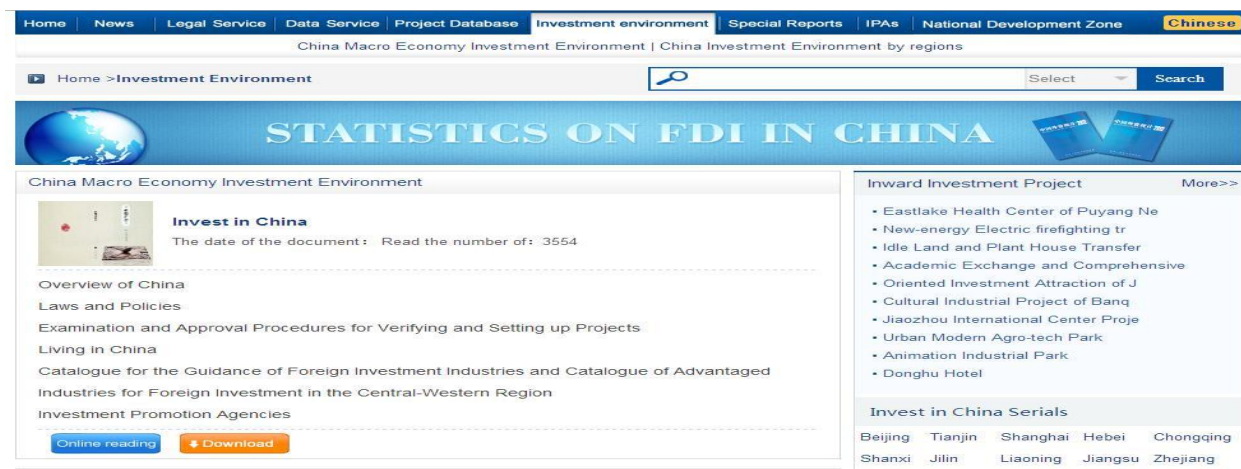 Home News Legal Service Data Service Project Database Investment environment Special Reports IPAs National Development Zone Chinese
China Macro Economy Investment Environment | China Investment Environment by regions
Home >Investment Environment
Select
Search
STATISTICS ON FDI IN CHINA
China Macro Economy Investment Environment
Invest in China
The date of the document： Read the number of：3554
Overview of China
Laws and Policies
Examination and Approval Procedures for Verifying and Setting up Projects
Living in China
Catalogue for the Guidance of Foreign Investment Industries and Catalogue of Advantaged
Industries for Foreign Investment in the Central-Western Region
Investment Promotion Agencies
Online reading
Download
Inward Investment Project More>>
• Eastlake Health Center of Puyang Ne
• New-energy Electric firefighting tr
• Idle Land and Plant House Transfer
• Academic Exchange and Comprehensive
• Oriented Investment Attraction of J
• Cultural Industrial Project of Banq
• Jiaozhou International Center Proje
• Urban Modern Agro-tech Park
• Animation Industrial Park
• Donghu Hotel
Invest in China Serials
Beijing Tianjin Shanghai Hebei Chongqing
Shanxi Jilin Liaoning Jiangsu Zhejiang